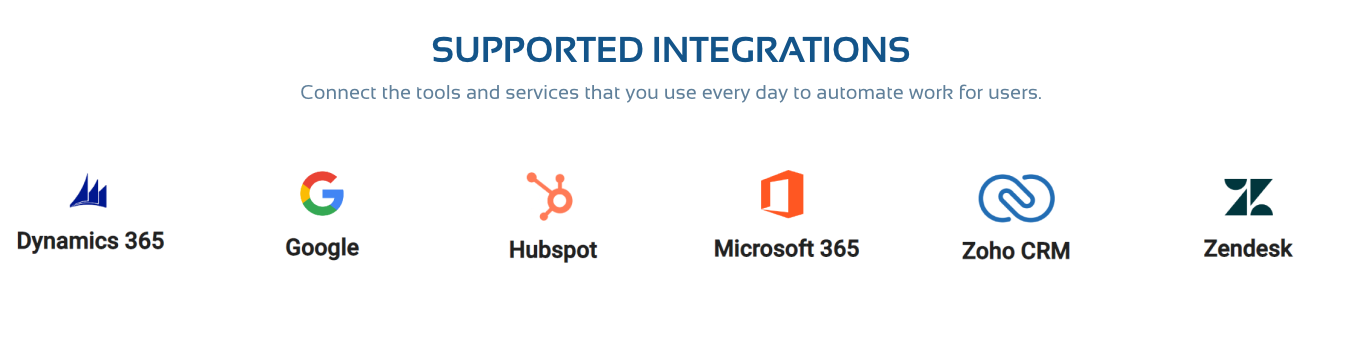 SUPPORTED INTEGRATIONS
Connect the tools and services that you use every day to automate work for users.
Dynamics 365
Google
Hubspot
Microsoft 365
Zoho CRM
Zendesk